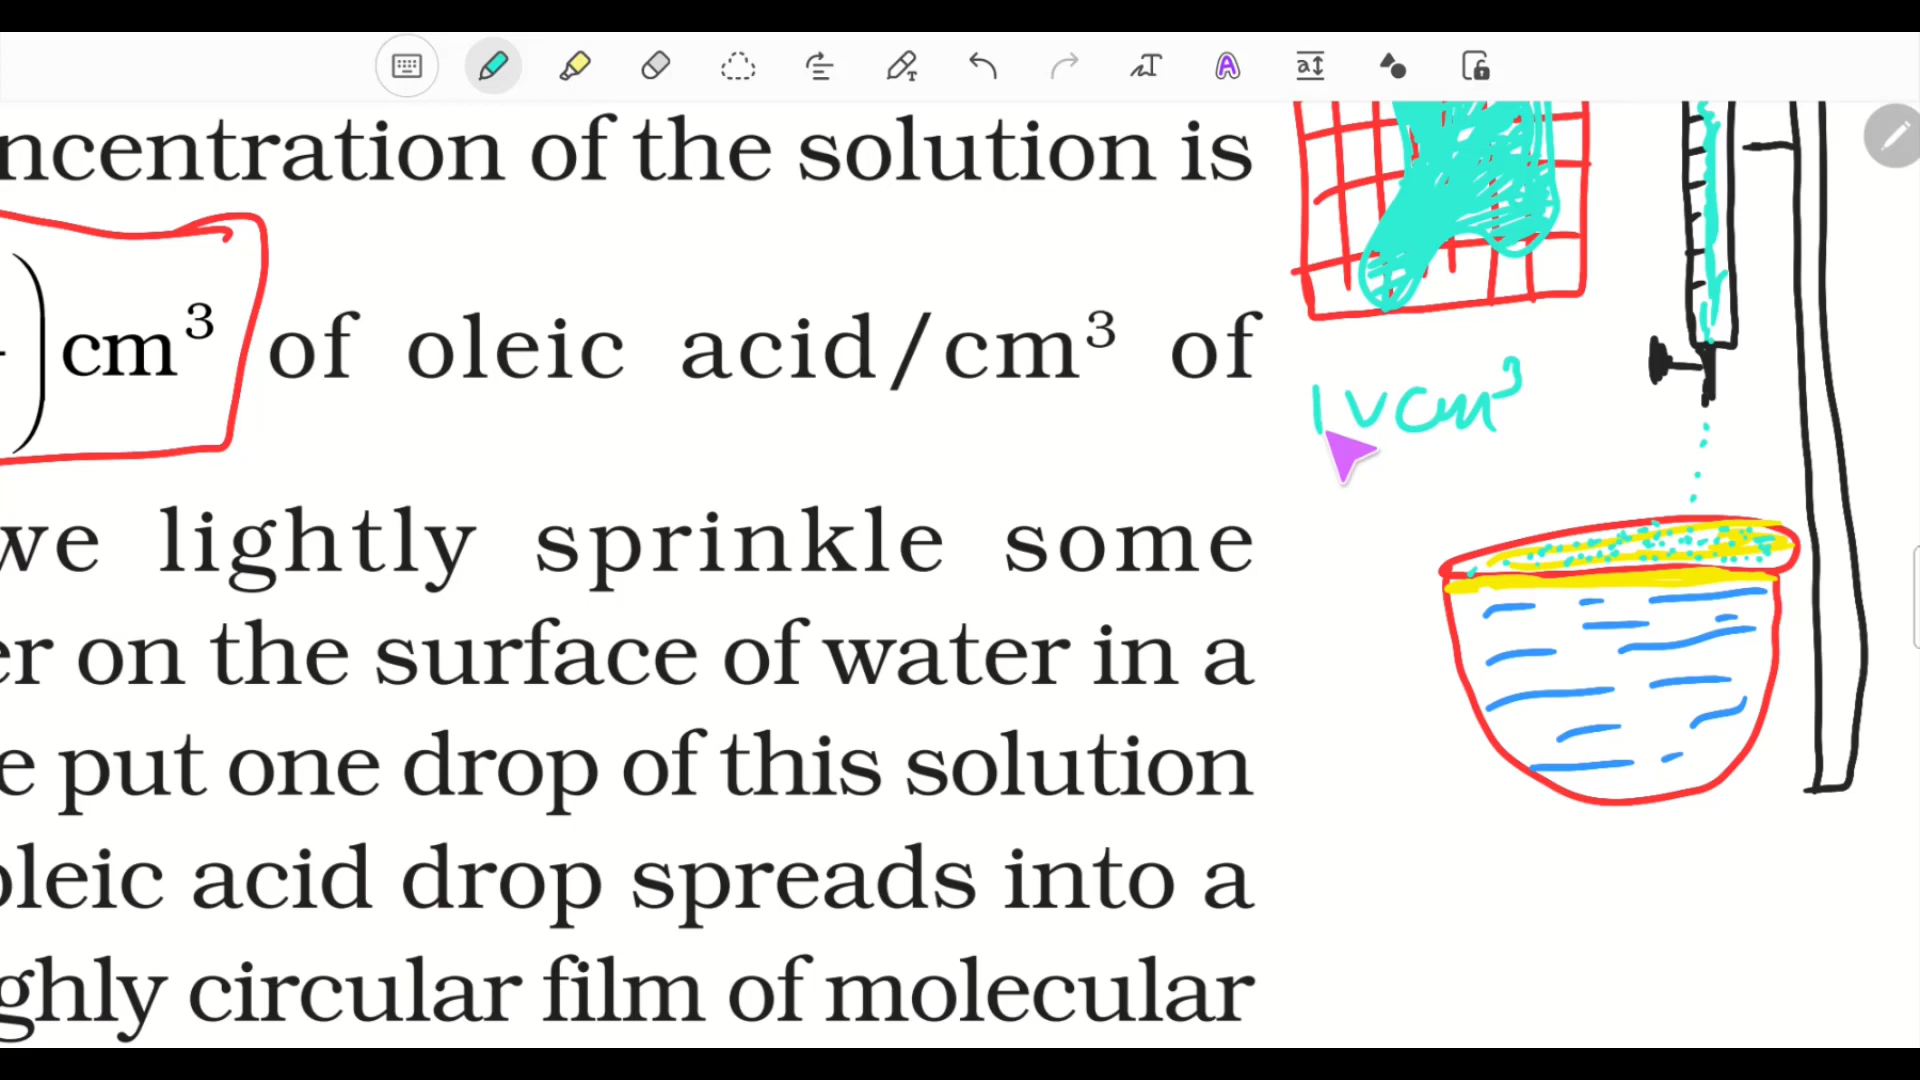 ncentration of the solution is
) cm³ of oleic acid/cm³ of
1 V cm³
we lightly sprinkle some
er on the surface of water in a
e put one drop of this solution
oleic acid drop spreads into a
ghly circular film of molecular